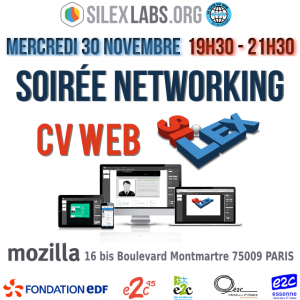 SILEXLABS.ORG
MERCREDI 30 NOVEMBRE 19H30 - 21H30
SOIRÉE NETWORKING
CV WEB
SiLEX
mozilla 16 bis Boulevard Montmartre 75009 PARIS
FONDATION EDF e2c95 e2c e2c essonne